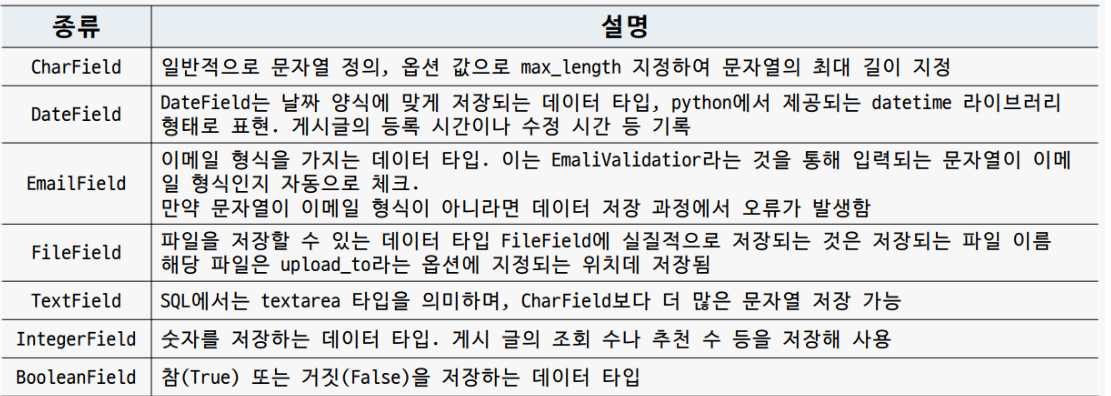 종류 설명
CharField 일반적으로 문자열 정의, 옵션 값으로 max_length 지정하여 문자열의 최대 길이 지정
DateField DateField는 날짜 양식에 맞게 저장되는 데이터 타입, python에서 제공되는 datetime 라이브러리
형태로 표현. 게시글의 등록 시간이나 수정 시간 등 기록
EmailField 이메일 형식을 가지는 데이터 타입. 이는 EmaliValidatior라는 것을 통해 입력되는 문자열이 이메
일 형식인지 자동으로 체크.
만약 문자열이 이메일 형식이 아니라면 데이터 저장 과정에서 오류가 발생함
FileField 파일을 저장할 수 있는 데이터 타입 FileField에 실질적으로 저장되는 것은 저장되는 파일 이름
해당 파일은 upload_to라는 옵션에 지정되는 위치데 저장됨
TextField SQL에서는 textarea 타입을 의미하며, CharField보다 더 많은 문자열 저장 가능
IntegerField 숫자를 저장하는 데이터 타입. 게시 글의 조회 수나 추천 수 등을 저장해 사용
BooleanField 참(True) 또는 거짓(False)을 저장하는 데이터 타입